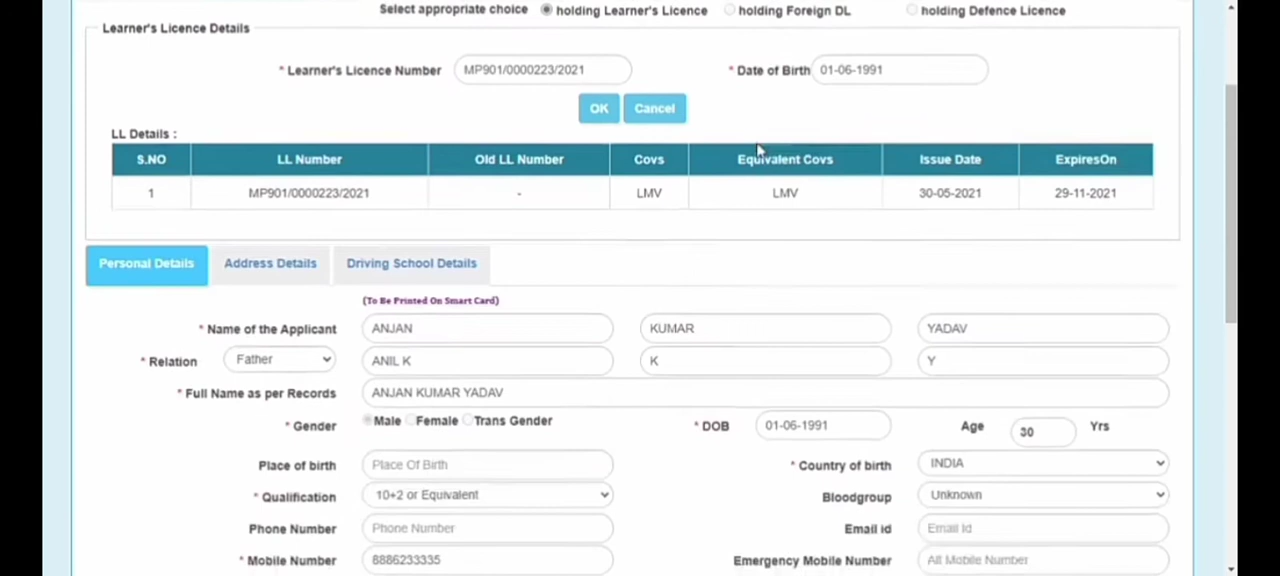 Select appropriate choice holding Learner's Licence holding Foreign DL holding Defence Licence
Learner's Licence Details
* Learner's Licence Number MP901/0000223/2021 * Date of Birth 01-06-1991
OK Cancel
LL Details :
S.NO LL Number Old LL Number Covs Equivalent Covs Issue Date ExpiresOn
1 MP901/0000223/2021 - LMV LMV 30-05-2021 29-11-2021
Personal Details Address Details Driving School Details
(To Be Printed On Smart Card)
* Name of the Applicant ANJAN KUMAR YADAV
* Relation Father ANIL K K Y
* Full Name as per Records ANJAN KUMAR YADAV
* Gender Male Female Trans Gender * DOB 01-06-1991 Age 30 Yrs
Place of birth Place Of Birth * Country of birth INDIA
* Qualification 10+2 or Equivalent Bloodgroup Unknown
Phone Number Phone Number Email id Email Id
* Mobile Number 8886233335 Emergency Mobile Number Alt Mobile Number